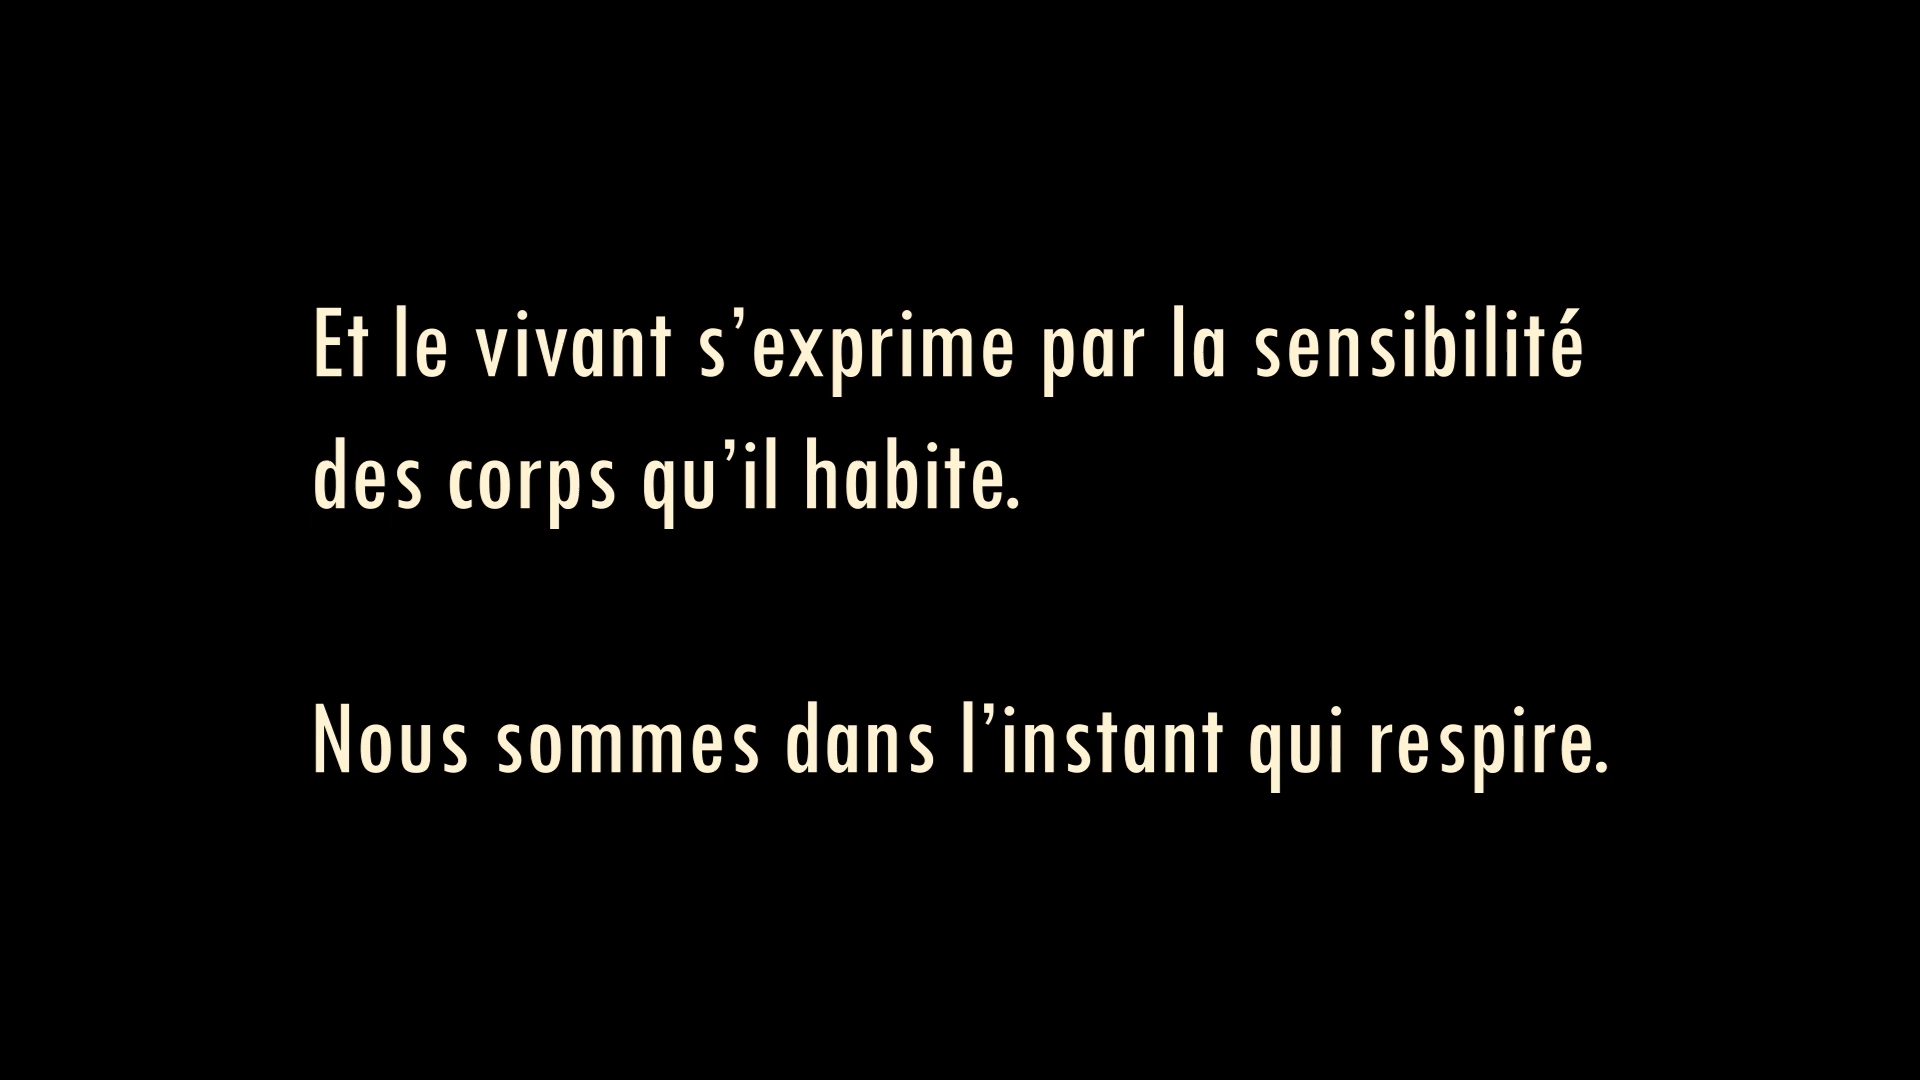 Et le vivant s’exprime par la sensibilité
des corps qu’il habite.
Nous sommes dans l’instant qui respire.